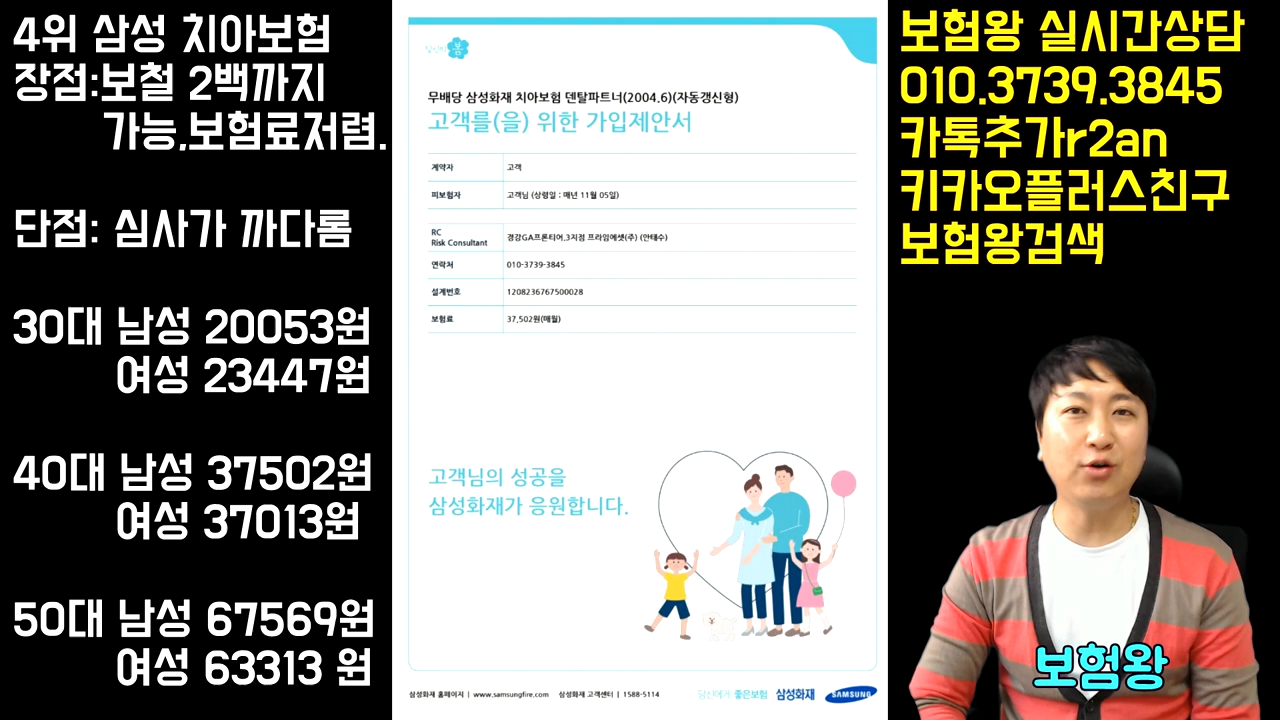 4위 삼성 치아보험
장점:보철 2백까지
가능,보험료저렴.
단점: 심사가 까다롬
30대 남성 20053원
여성 23447원
40대 남성 37502원
여성 37013원
50대 남성 67569원
여성 63313 원
당신의 봄
무배당 삼성화재 치아보험 덴탈파트너(2004.6)(자동갱신형)
고객를(을) 위한 가입제안서
계약자 고객
피보험자 고객님 (상령일 : 매년 11월 05일)
RC
Risk Consultant
경강GA프론티어,3지점 프라임에셋(주) (안태수)
연락처 010-3739-3845
설계번호 1208236767500028
보험료 37,502원(매월)
고객님의 성공을
삼성화재가 응원합니다.
삼성화재 홈페이지 | www.samsungfire.com 삼성화재 고객센터 | 1588-5114
당신에게 좋은보험 삼성화재 SAMSUNG
보험왕 실시간상담
010.3739.3845
카톡추가r2an
키카오플러스친구
보험왕검색
보험왕